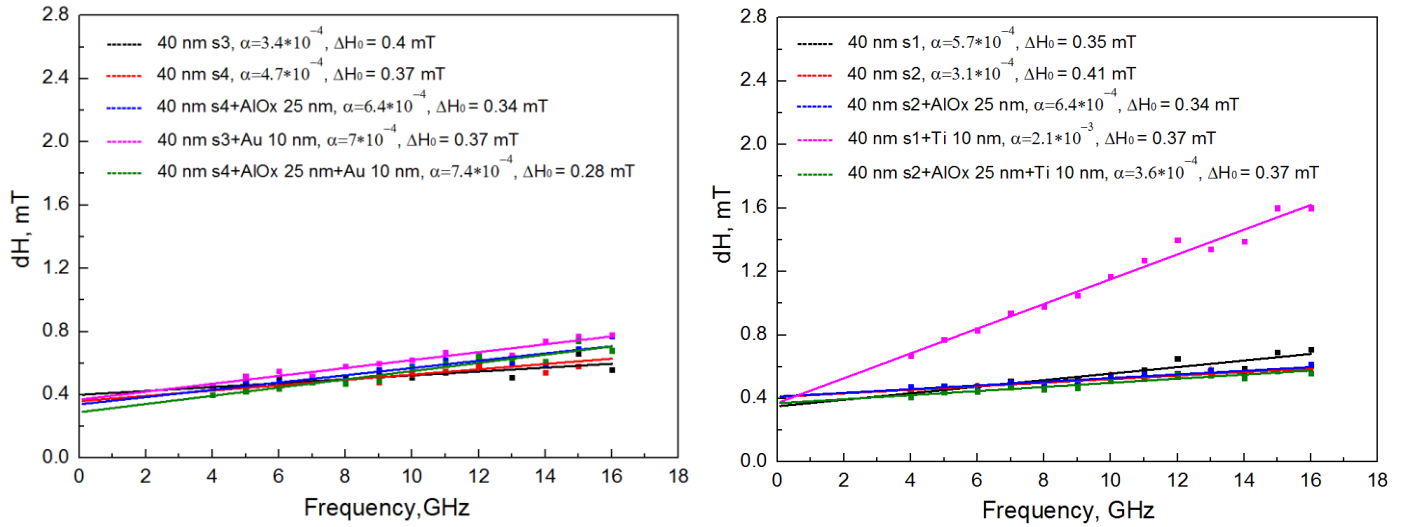 2.8
2.4
2.0
1.6
1.2
0.8
0.4
0.0
dH, mT
40 nm s3, α=3.4*10⁻⁴, ΔH₀ = 0.4 mT
40 nm s4, α=4.7*10⁻⁴, ΔH₀ = 0.37 mT
40 nm s4+AlOx 25 nm, α=6.4*10⁻⁴, ΔH₀ = 0.34 mT
40 nm s3+Au 10 nm, α=7*10⁻⁴, ΔH₀ = 0.37 mT
40 nm s4+AlOx 25 nm+Au 10 nm, α=7.4*10⁻⁴, ΔH₀ = 0.28 mT
0 2 4 6 8 10 12 14 16 18
Frequency,GHz
2.8
2.4
2.0
1.6
1.2
0.8
0.4
0.0
dH, mT
40 nm s1, α=5.7*10⁻⁴, ΔH₀ = 0.35 mT
40 nm s2, α=3.1*10⁻⁴, ΔH₀ = 0.41 mT
40 nm s2+AlOx 25 nm, α=6.4*10⁻⁴, ΔH₀ = 0.34 mT
40 nm s1+Ti 10 nm, α=2.1*10⁻³, ΔH₀ = 0.37 mT
40 nm s2+AlOx 25 nm+Ti 10 nm, α=3.6*10⁻⁴, ΔH₀ = 0.37 mT
0 2 4 6 8 10 12 14 16 18
Frequency, GHz